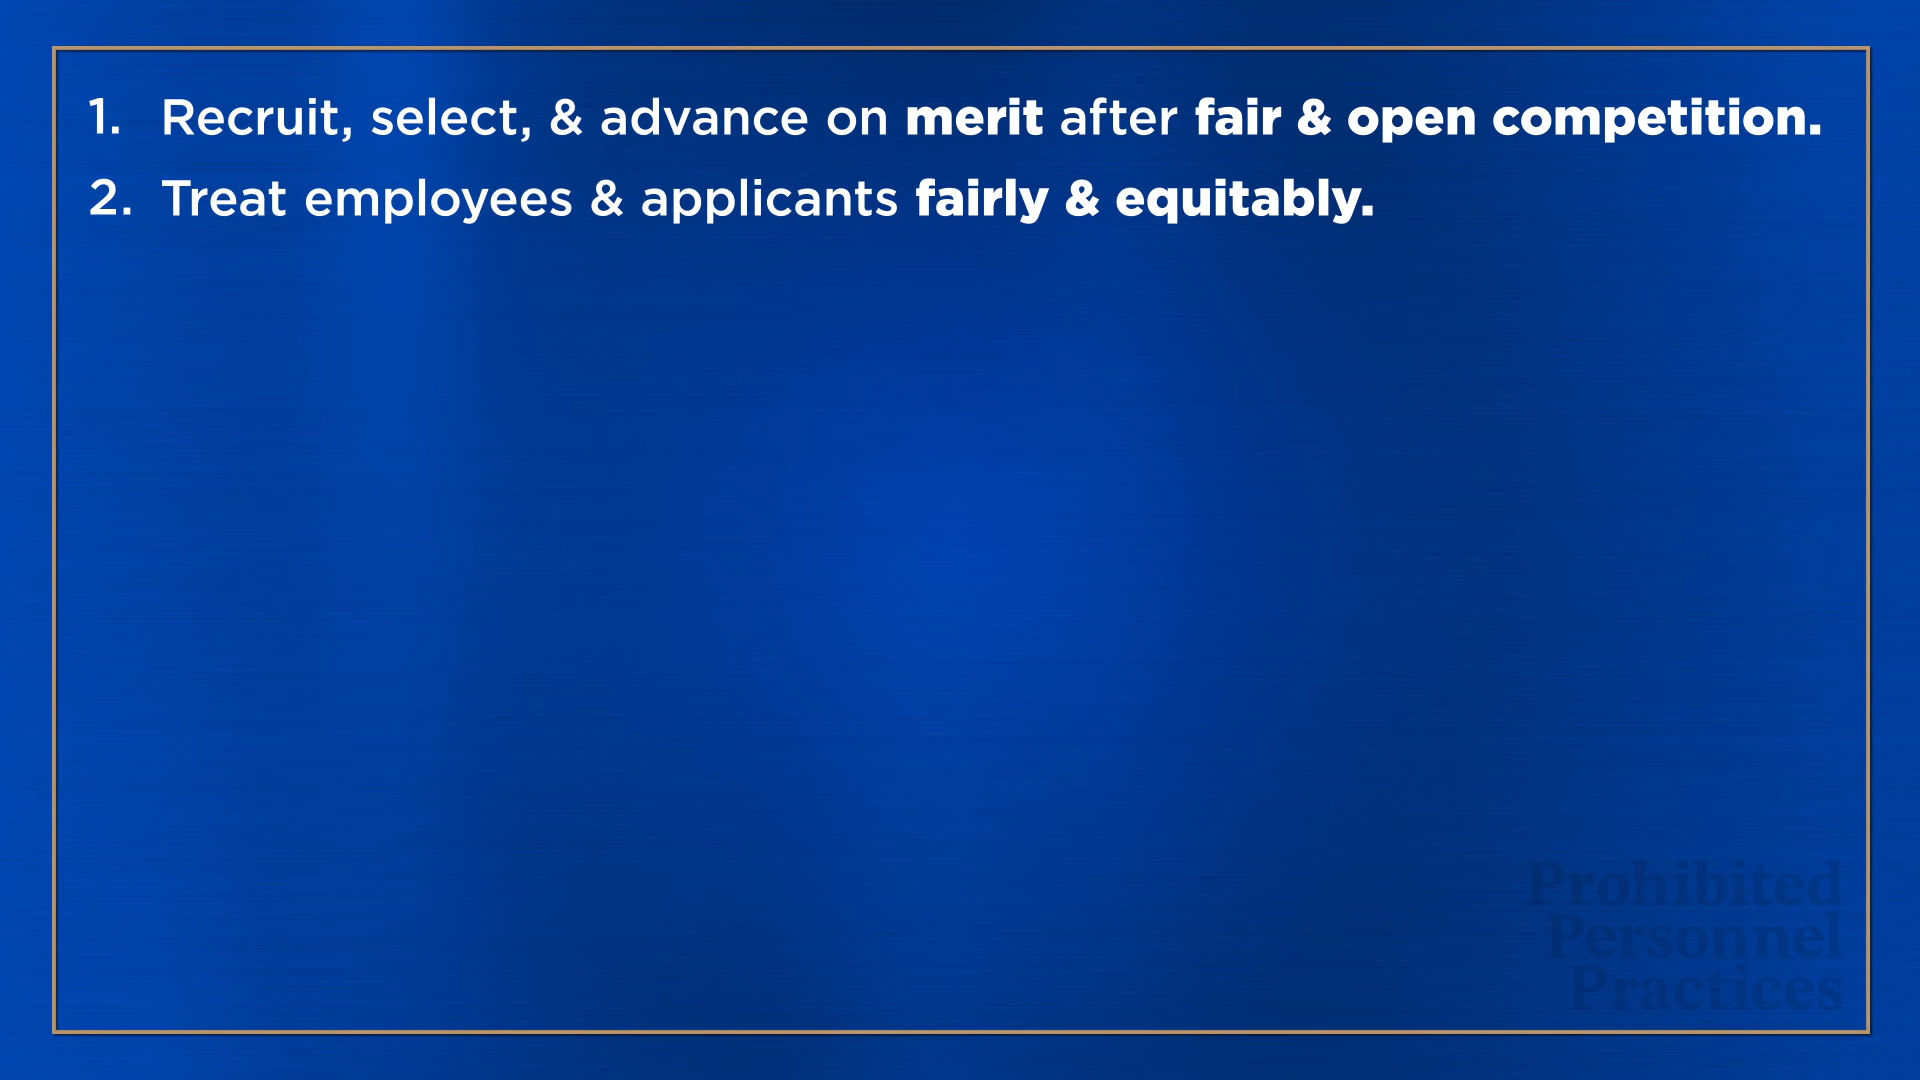 1. Recruit, select, & advance on merit after fair & open competition.
2. Treat employees & applicants fairly & equitably.
Prohibited
Personnel
Practices